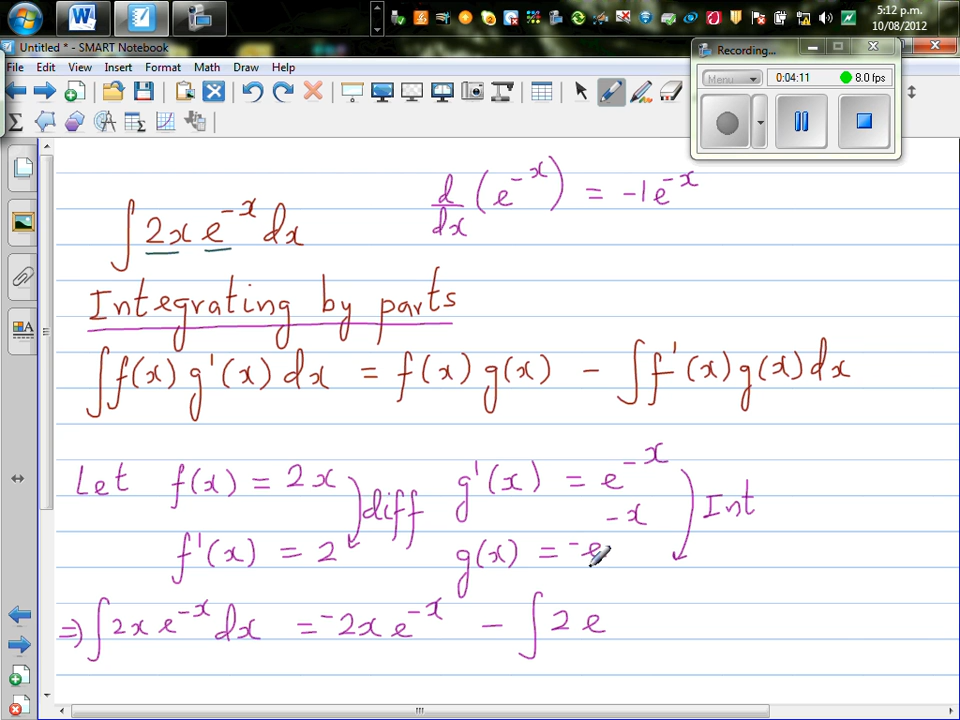 5:12 p.m.
10/08/2012
Untitled * - SMART Notebook
Recording...
File Edit View Insert Format Math Draw Help
Menu 0:04:11 8.0 fps
d/dx (e^-x) = -1e^-x
∫ 2x e^-x dx
Integrating by parts
∫ f(x) g'(x) dx = f(x) g(x) - ∫ f'(x) g(x) dx
Let f(x) = 2x diff g'(x) = e^-x Int
f'(x) = 2 g(x) = -e^-x
⇒ ∫ 2x e^-x dx = -2x e^-x - ∫ 2 e